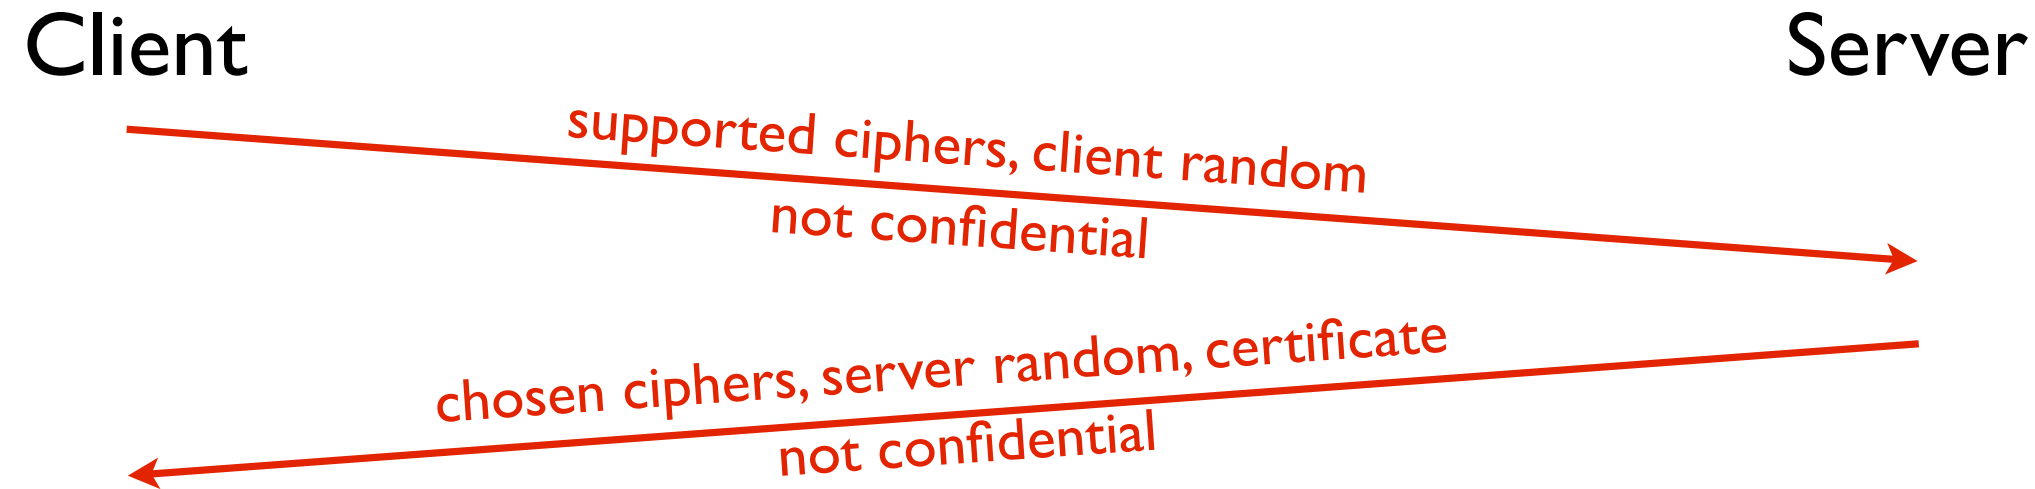 Client
Server
supported ciphers, client random
not confidential
chosen ciphers, server random, certificate
not confidential